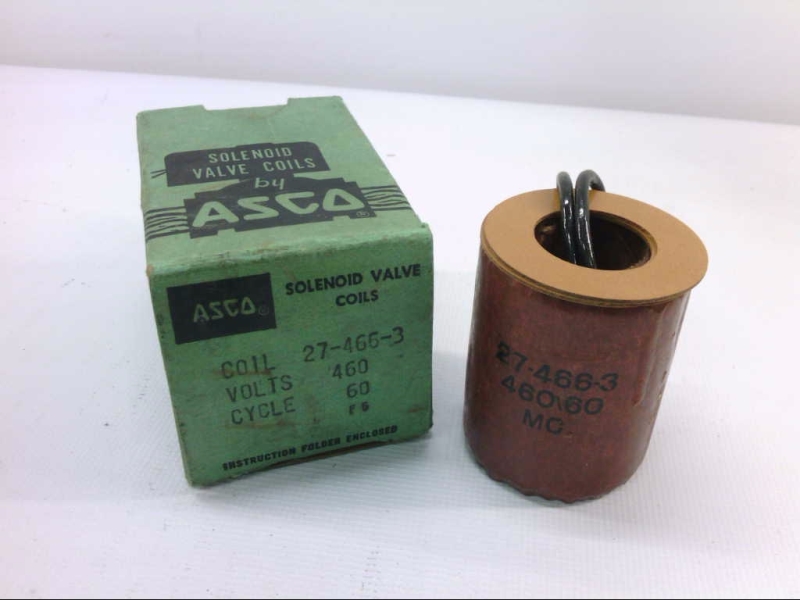 SOLENOID
VALVE COILS
by
ASCO®
ASCO®
SOLENOID VALVE
COILS
COIL 27-466-3
VOLTS 460
CYCLE 60
INSTRUCTION FOLDER ENCLOSED
27-466-3
460\60
MO.